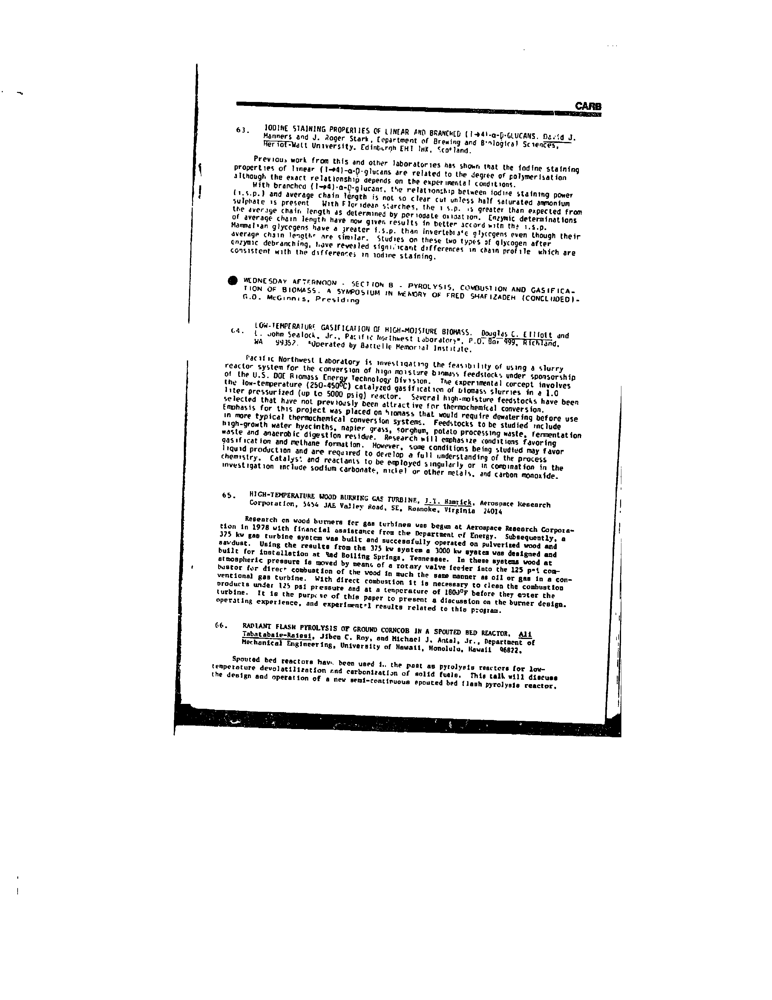 CARB
63. IODINE STAINING PROPERTIES OF LINEAR AND BRANCHED (1→4)-α-D-GLUCANS. David J.
Manners and J. Roger Stark, Department of Brewing and Biological Sciences,
Heriot-Watt University, Edinburgh EH1 1HX, Scotland.
Previous work from this and other laboratories has shown that the iodine staining
properties of linear (1→4)-α-D-glucans are related to the degree of polymerisation
although the exact relationship depends on the experimental conditions.
With branched (1→4)-α-D-glucans, the relationship between iodine staining power
(i.s.p.) and average chain length is not so clear cut unless half saturated ammonium
sulphate is present. With Floridean starches, the i.s.p. is greater than expected from
the average chain length as determined by periodate oxidation. Enzymic determinations
of average chain length have now given results in better accord with the i.s.p.
Mammalian glycogens have a greater i.s.p. than invertebrate glycogens even though their
average chain lengths are similar. Studies on these two types of glycogen after
enzymic debranching, have revealed significant differences in chain profile which are
consistent with the differences in iodine staining.
WEDNESDAY AFTERNOON - SECTION B - PYROLYSIS, COMBUSTION AND GASIFICA-
TION OF BIOMASS. A SYMPOSIUM IN MEMORY OF FRED SHAFIZADEH (CONCLUDED)-
G.D. McGinnis, Presiding
64. LOW-TEMPERATURE GASIFICATION OF HIGH-MOISTURE BIOMASS. Douglas C. Elliott and
L. John Sealock, Jr., Pacific Northwest Laboratory*, P.O. Box 999, Richland,
WA 99352. *Operated by Battelle Memorial Institute.
Pacific Northwest Laboratory is investigating the feasibility of using a slurry
reactor system for the conversion of high moisture biomass feedstocks under sponsorship
of the U.S. DOE Biomass Energy Technology Division. The experimental concept involves
the low-temperature (250-450°C) catalyzed gasification of biomass slurries in a 1.0
liter pressurized (up to 5000 psig) reactor. Several high-moisture feedstocks have been
selected that have not previously been attractive for thermochemical conversion.
Emphasis for this project was placed on biomass that would require dewatering before use
in more typical thermochemical conversion systems. Feedstocks to be studied include
high-growth water hyacinths, napier grass, sorghum, potato processing waste, fermentation
waste and anaerobic digestion residue. Research will emphasize conditions favoring
gasification and methane formation. However, some conditions being studied may favor
liquid production and are required to develop a full understanding of the process
chemistry. Catalyst and reactants to be employed singularly or in combination in the
investigation include sodium carbonate, nickel or other metals, and carbon monoxide.
65. HIGH-TEMPERATURE WOOD BURNING GAS TURBINE, J.T. Hamrick, Aerospace Research
Corporation, 5454 JAE Valley Road, SE, Roanoke, Virginia 24014
Research on wood burners for gas turbines was begun at Aerospace Research Corpora-
tion in 1978 with financial assistance from the Department of Energy. Subsequently, a
375 kw gas turbine system was built and successfully operated on pulverized wood and
sawdust. Using the results from the 375 kw system a 3000 kw system was designed and
built for installation at Red Boiling Springs, Tennessee. In these systems wood at
atmospheric pressure is moved by means of a rotary valve feeder into the 125 psi com-
bustor for direct combustion of the wood in much the same manner as oil or gas in a con-
ventional gas turbine. With direct combustion it is necessary to clean the combustion
products under 125 psi pressure and at a temperature of 1800°F before they enter the
turbine. It is the purpose of this paper to present a discussion on the burner design,
operating experience, and experimental results related to this program.
66. RADIANT FLASH PYROLYSIS OF GROUND CORNCOB IN A SPOUTED BED REACTOR. Ali
Tabatabaie-Raissi, Jiben C. Roy, and Michael J. Antal, Jr., Department of
Mechanical Engineering, University of Hawaii, Honolulu, Hawaii 96822.
Spouted bed reactors have been used in the past as pyrolysis reactors for low-
temperature devolatilization and carbonization of solid fuels. This talk will discuss
the design and operation of a new semi-continuous spouted bed flash pyrolysis reactor,